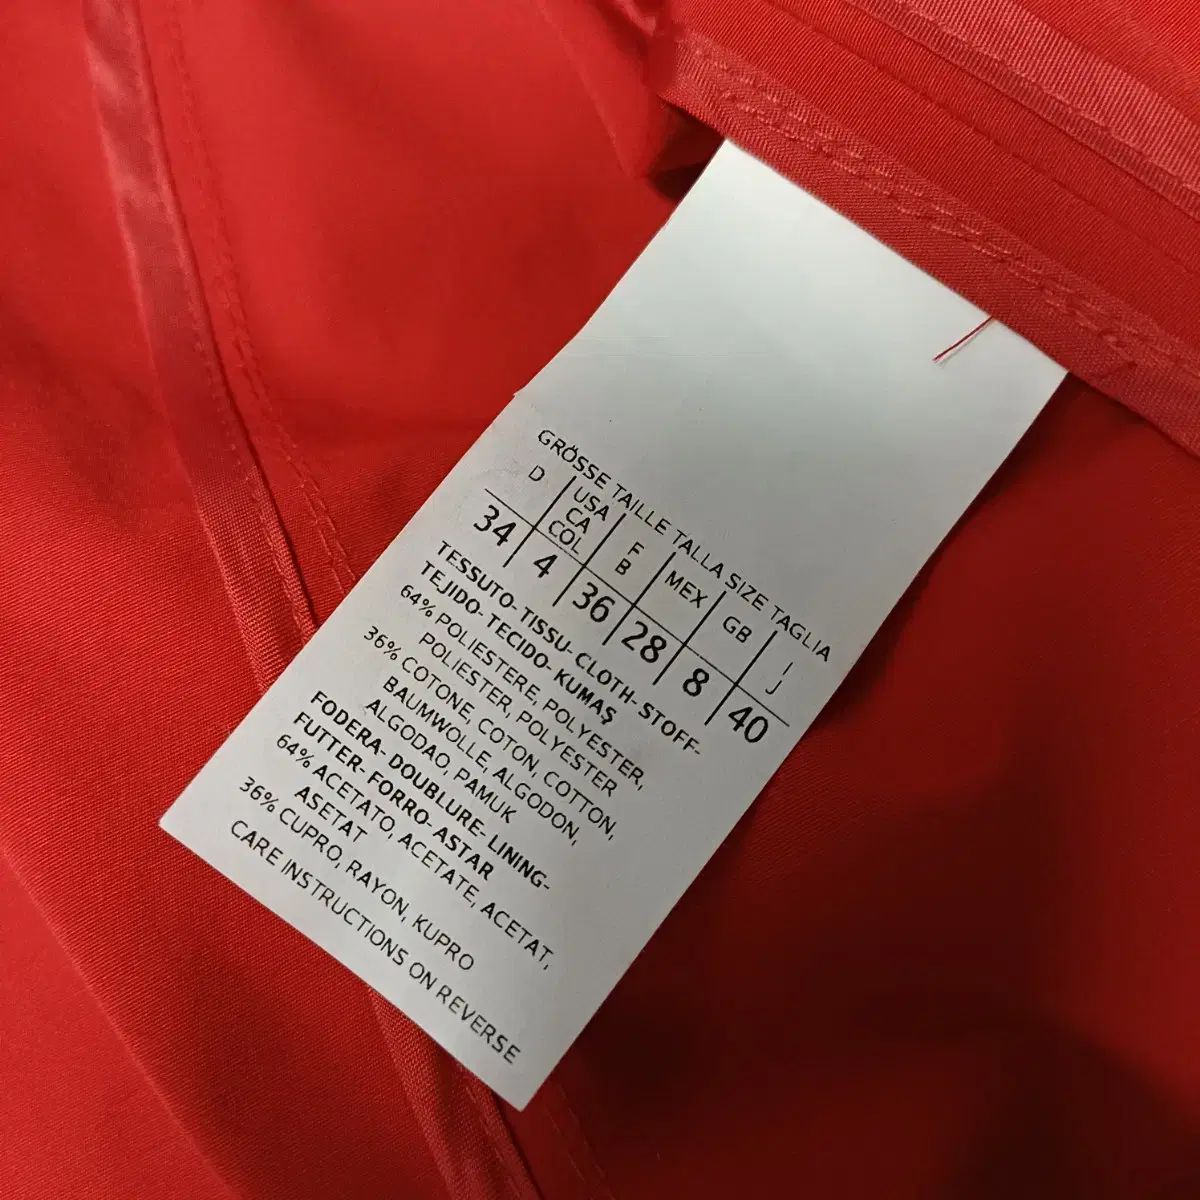 GRÖSSE TAILLE TALLA SIZE TAGLIA
D USA CA COL F B MEX GB I J
34 4 36 28 8 40
TESSUTO- TISSU- CLOTH- STOFF-
TEJIDO- TECIDO- KUMAŞ
64% POLIESTERE, POLYESTER,
POLIESTER, POLYESTER
36% COTONE, COTON, COTTON,
BAUMWOLLE, ALGODON,
ALGODAO, PAMUK
FODERA- DOUBLURE- LINING-
FUTTER- FORRO- ASTAR
64% ACETATO, ACETATE, ACETAT,
ASETAT
36% CUPRO, RAYON, KUPRO
CARE INSTRUCTIONS ON REVERSE